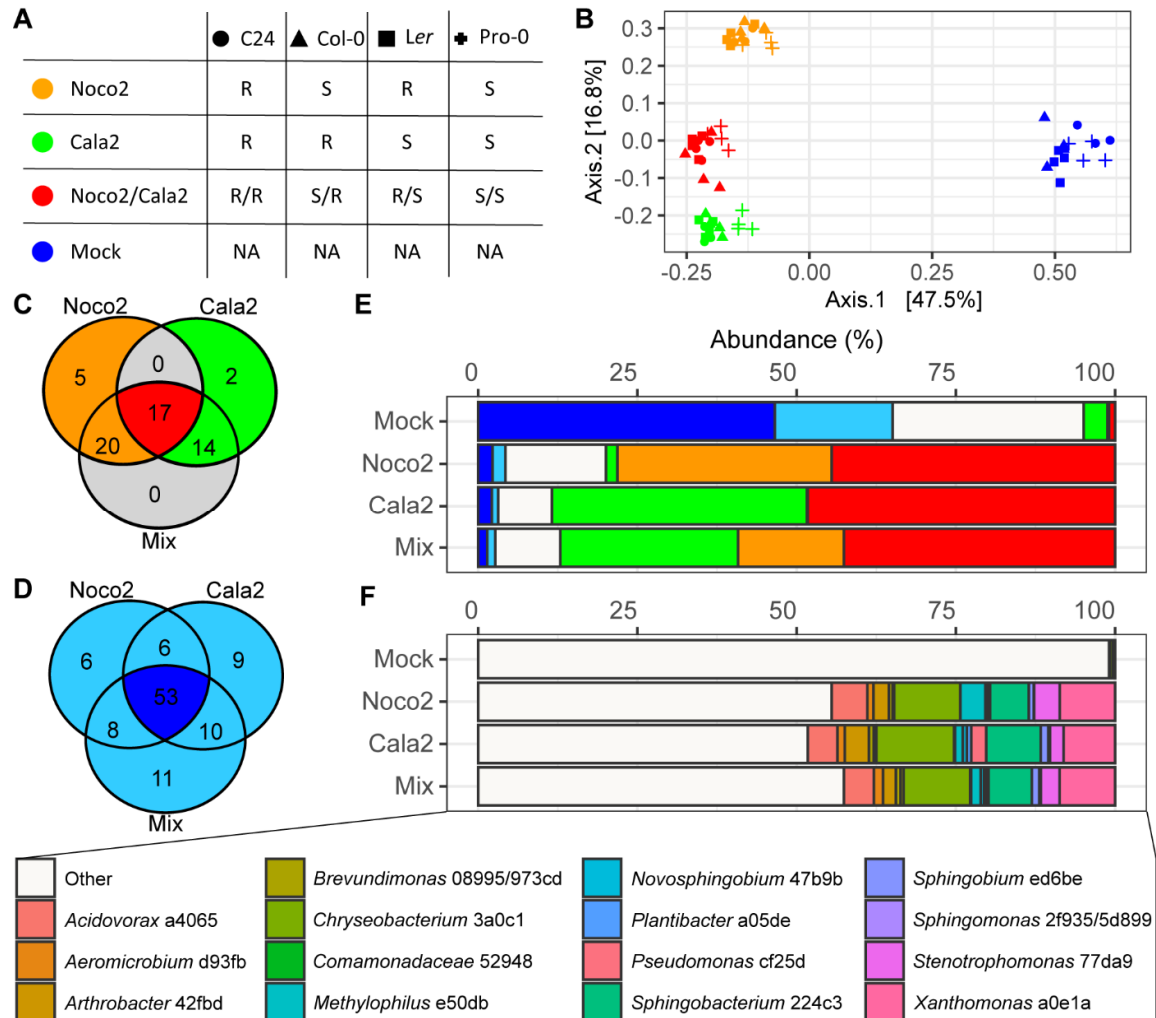 A
C24 Col-0 Ler Pro-0
Noco2 R S R S
Cala2 R R S S
Noco2/Cala2 R/R S/R R/S S/S
Mock NA NA NA NA
B
0.3
0.2
0.1
0.0
-0.1
-0.2
Axis.2 [16.8%]
-0.25 0.00 0.25 0.50
Axis.1 [47.5%]
C
Noco2 Cala2
5 0 2
17
20 14
0
Mix
D
Noco2 Cala2
6 6 9
53
8 10
11
Mix
E
Abundance (%)
0 25 50 75 100
Mock
Noco2
Cala2
Mix
F
0 25 50 75 100
Mock
Noco2
Cala2
Mix
Other
Acidovorax a4065
Aeromicrobium d93fb
Arthrobacter 42fbd
Brevundimonas 08995/973cd
Chryseobacterium 3a0c1
Comamonadaceae 52948
Methylophilus e50db
Novosphingobium 47b9b
Plantibacter a05de
Pseudomonas cf25d
Sphingobacterium 224c3
Sphingobium ed6be
Sphingomonas 2f935/5d899
Stenotrophomonas 77da9
Xanthomonas a0e1a